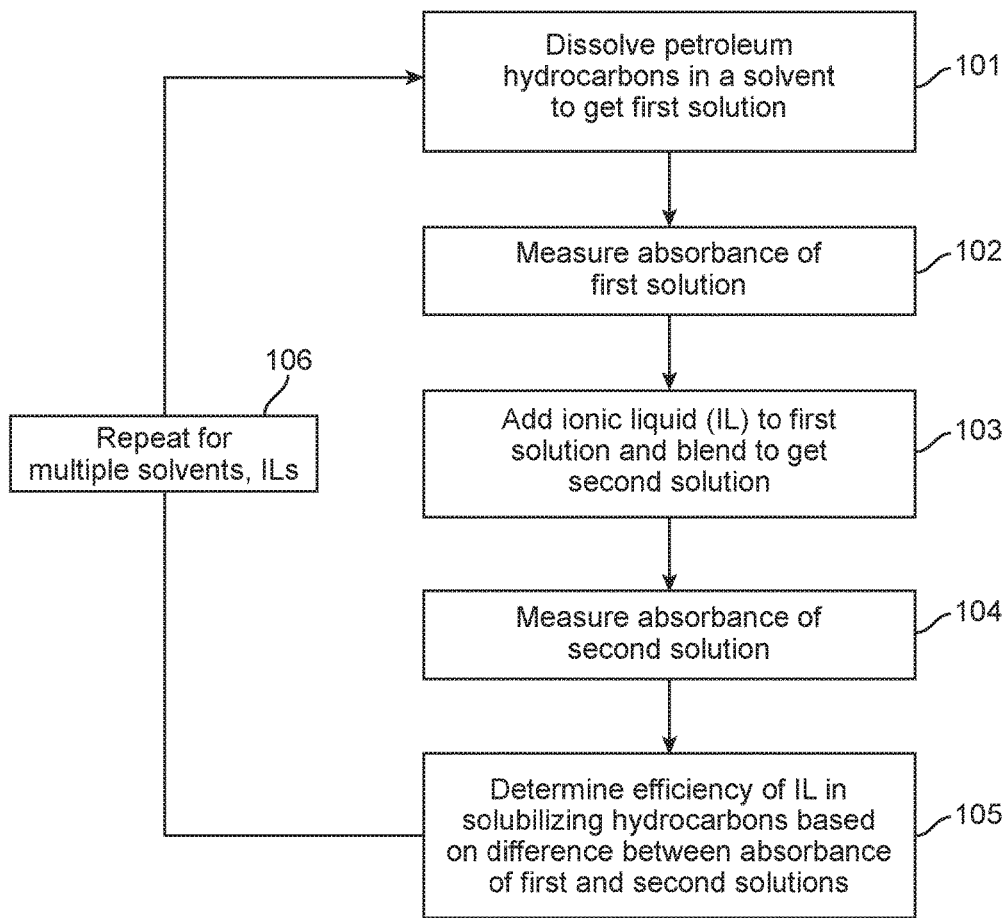 Dissolve petroleum
hydrocarbons in a solvent
to get first solution
101
Measure absorbance of
first solution
102
106
Repeat for
multiple solvents, ILs
Add ionic liquid (IL) to first
solution and blend to get
second solution
103
Measure absorbance of
second solution
104
Determine efficiency of IL in
solubilizing hydrocarbons based
on difference between absorbance
of first and second solutions
105